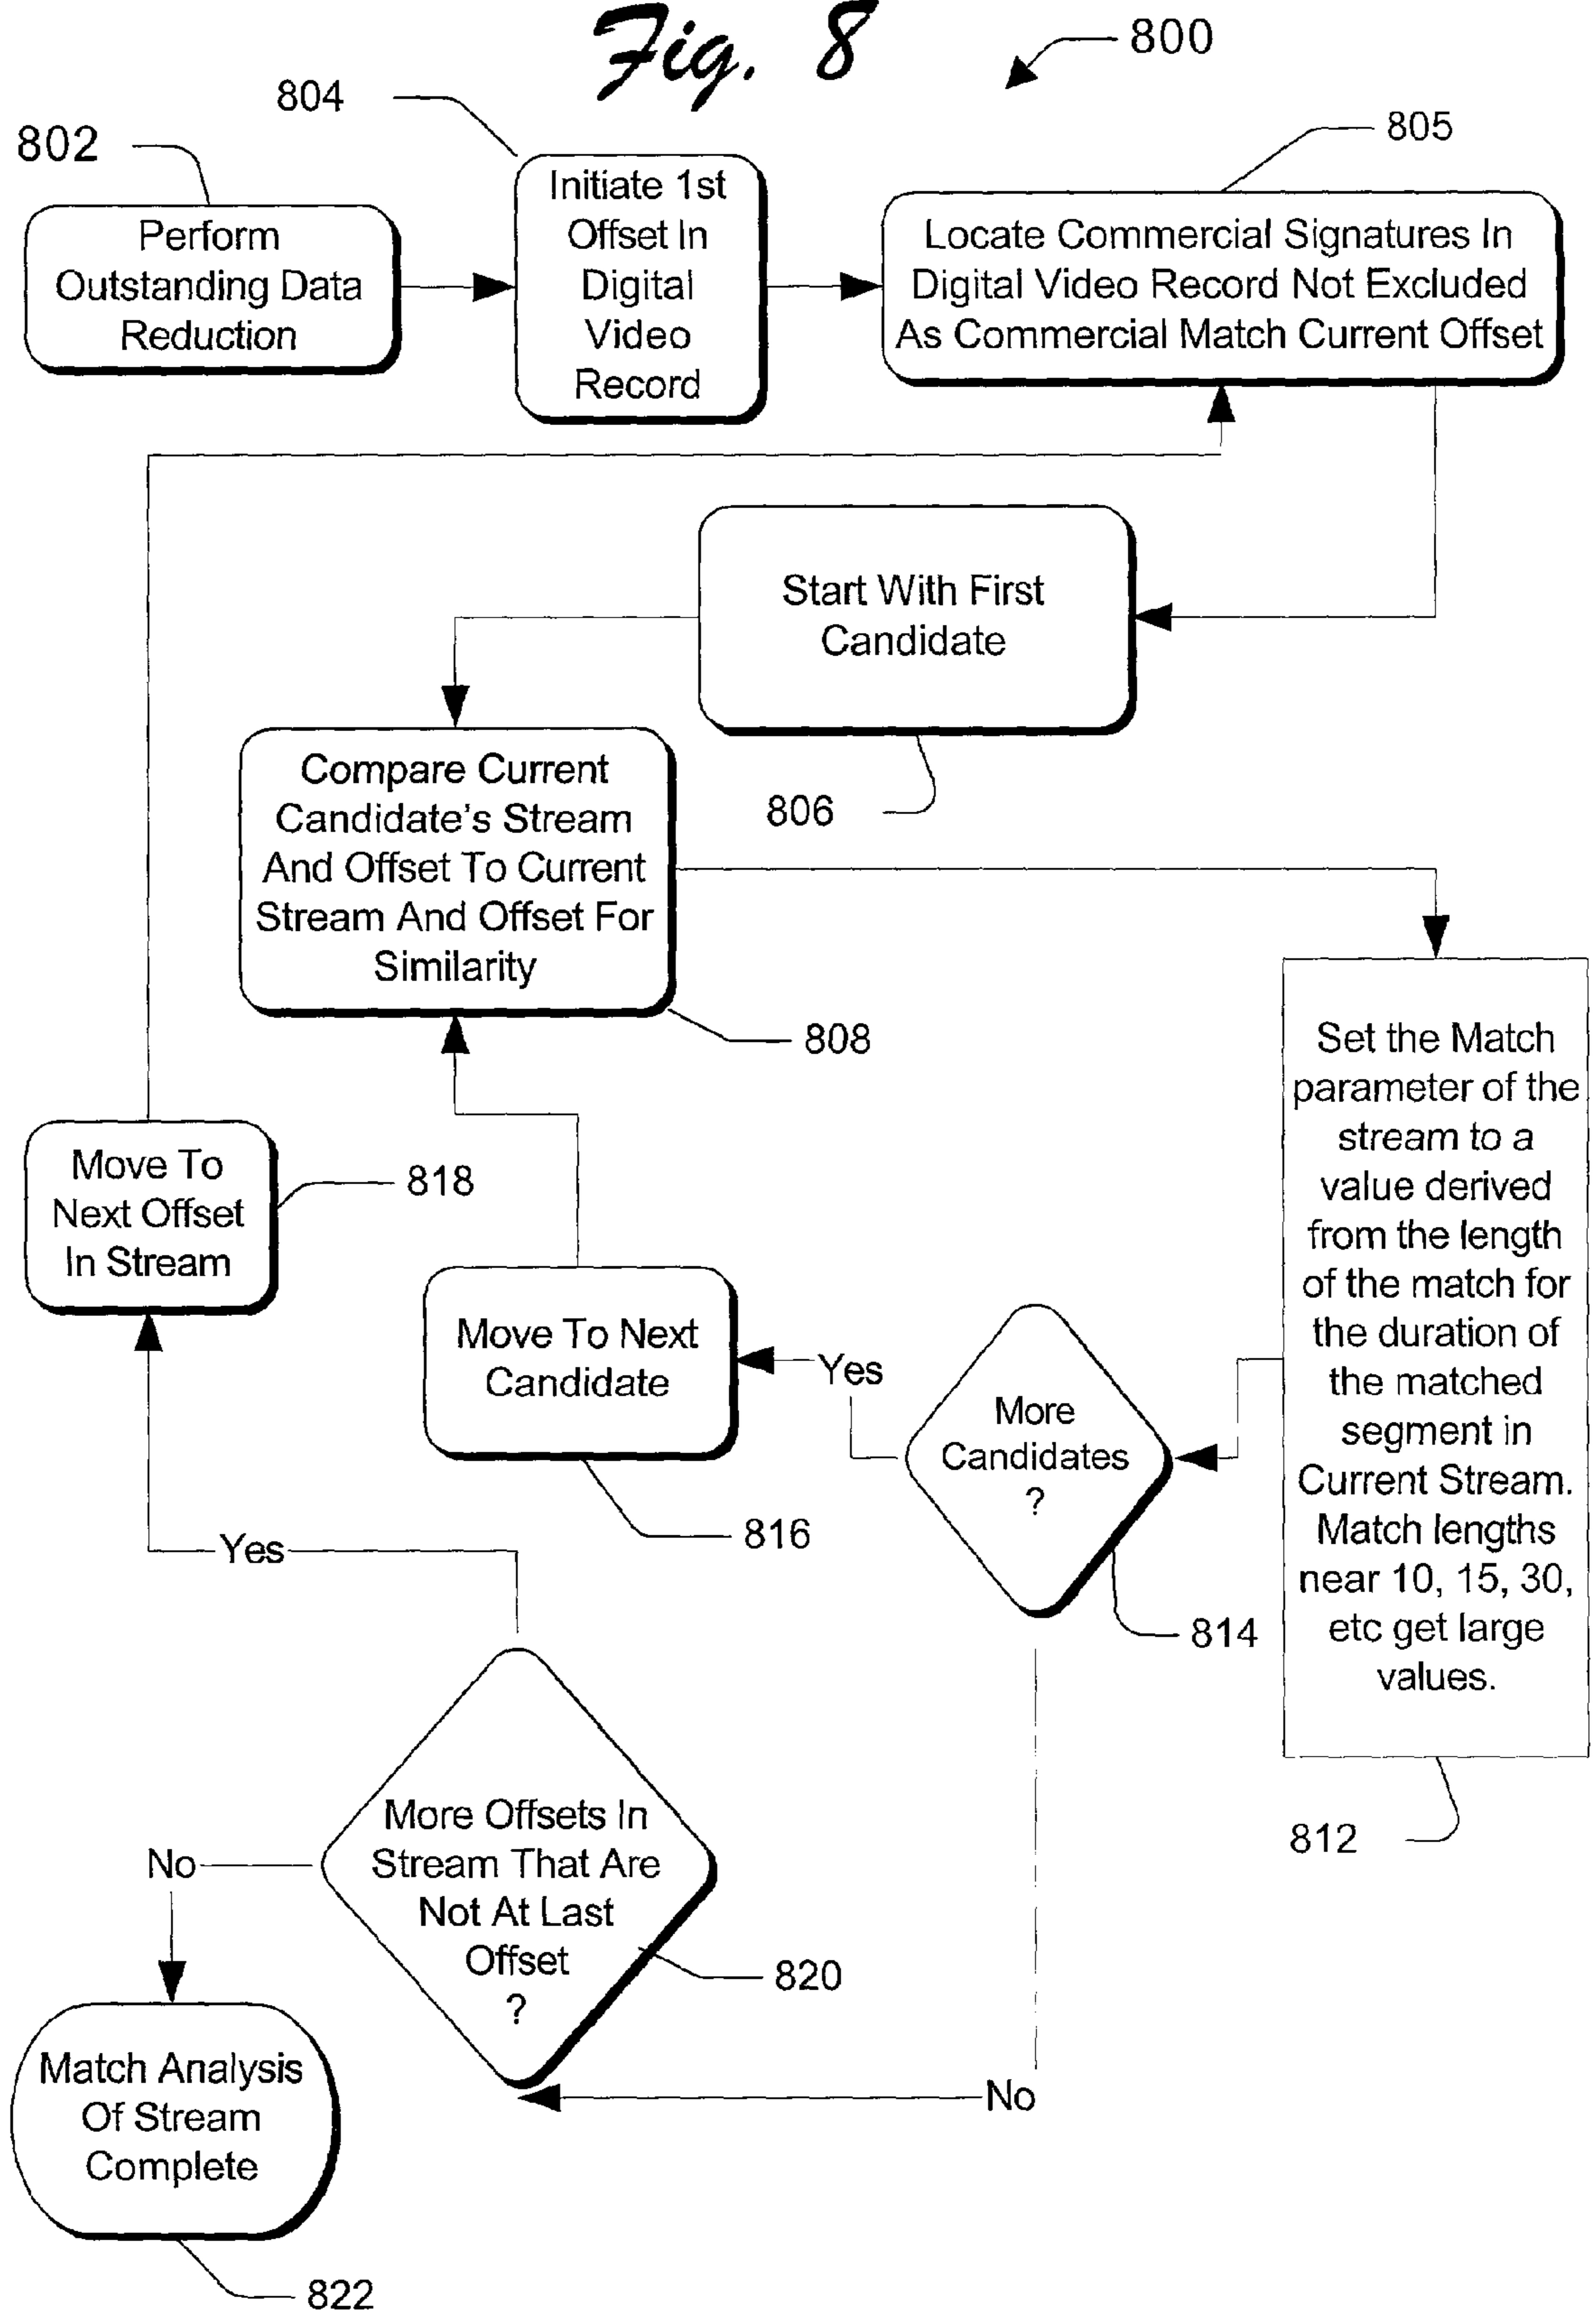 Fig. 8
800
804
802
805
Perform
Outstanding Data
Reduction
Initiate 1st
Offset In
Digital
Video
Record
Locate Commercial Signatures In
Digital Video Record Not Excluded
As Commercial Match Current Offset
Start With First
Candidate
806
Compare Current
Candidate's Stream
And Offset To Current
Stream And Offset For
Similarity
808
Set the Match
parameter of the
stream to a
value derived
from the length
of the match for
the duration of
the matched
segment in
Current Stream.
Match lengths
near 10, 15, 30,
etc get large
values.
812
Move To
Next Offset
In Stream
818
Move To Next
Candidate
816
Yes
More
Candidates
?
814
Yes
More Offsets In
Stream That Are
Not At Last
Offset
?
820
No
No
Match Analysis
Of Stream
Complete
822